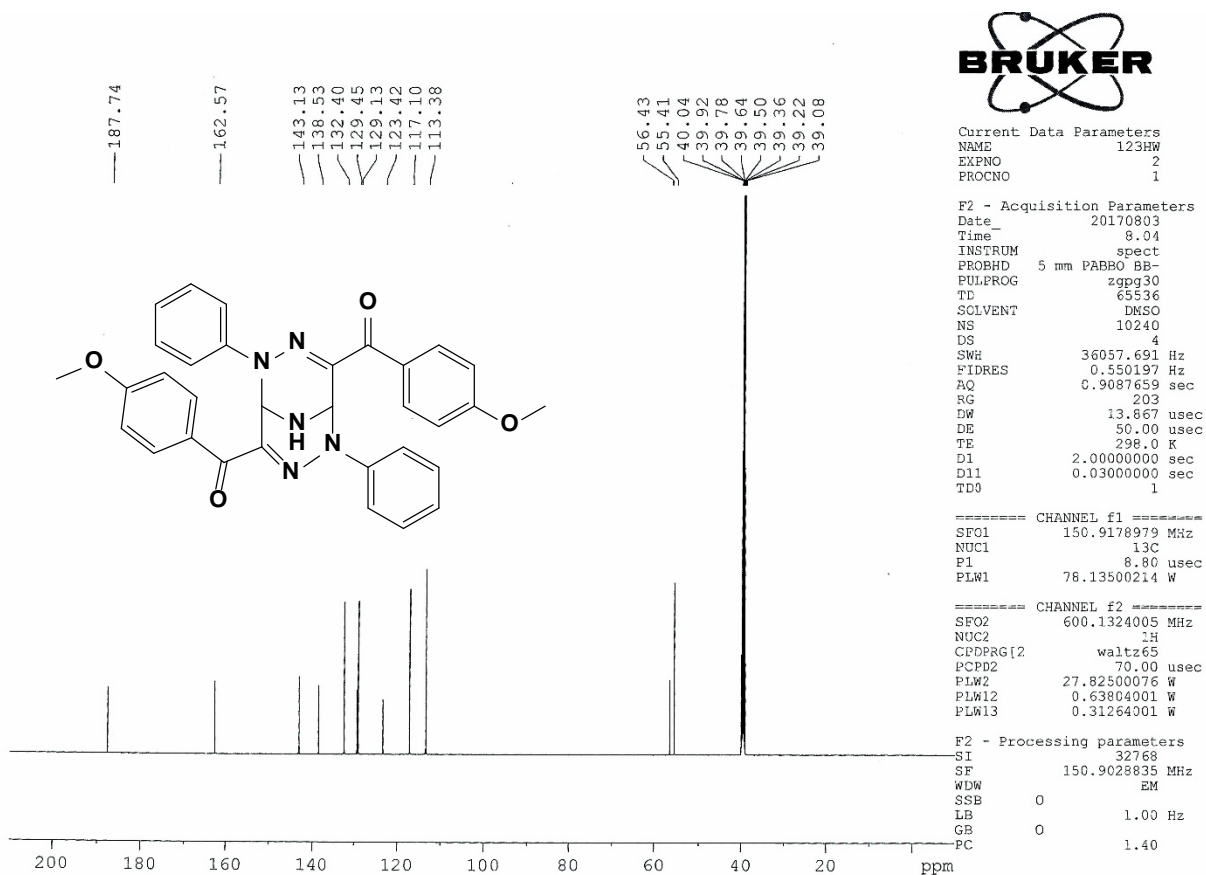 BRUKER
187.74
162.57
143.13
138.53
132.40
129.45
129.13
123.42
117.10
113.38
56.43
55.41
40.04
39.92
39.78
39.64
39.50
39.36
39.22
39.08
Current Data Parameters
NAME 123HW
EXPNO 2
PROCNO 1
F2 - Acquisition Parameters
Date_ 20170803
Time 8.04
INSTRUM spect
PROBHD 5 mm PABBO BB-
PULPROG zgpg30
TD 65536
SOLVENT DMSO
NS 10240
DS 4
SWH 36057.691 Hz
FIDRES 0.550197 Hz
AQ 0.9087659 sec
RG 203
DW 13.867 usec
DE 50.00 usec
TE 298.0 K
D1 2.00000000 sec
D11 0.03000000 sec
TD0 1
======== CHANNEL f1 ========
SFO1 150.9178979 MHz
NUC1 13C
P1 8.80 usec
PLW1 78.13500214 W
======== CHANNEL f2 ========
SFO2 600.1324005 MHz
NUC2 1H
CPDPRG[2 waltz65
PCPD2 70.00 usec
PLW2 27.82500076 W
PLW12 0.63804001 W
PLW13 0.31264001 W
F2 - Processing parameters
SI 32768
SF 150.9028835 MHz
WDW EM
SSB 0
LB 1.00 Hz
GB 0
PC 1.40
O
N
N
O
N
H
N
N
O
O
200 180 160 140 120 100 80 60 40 20 ppm